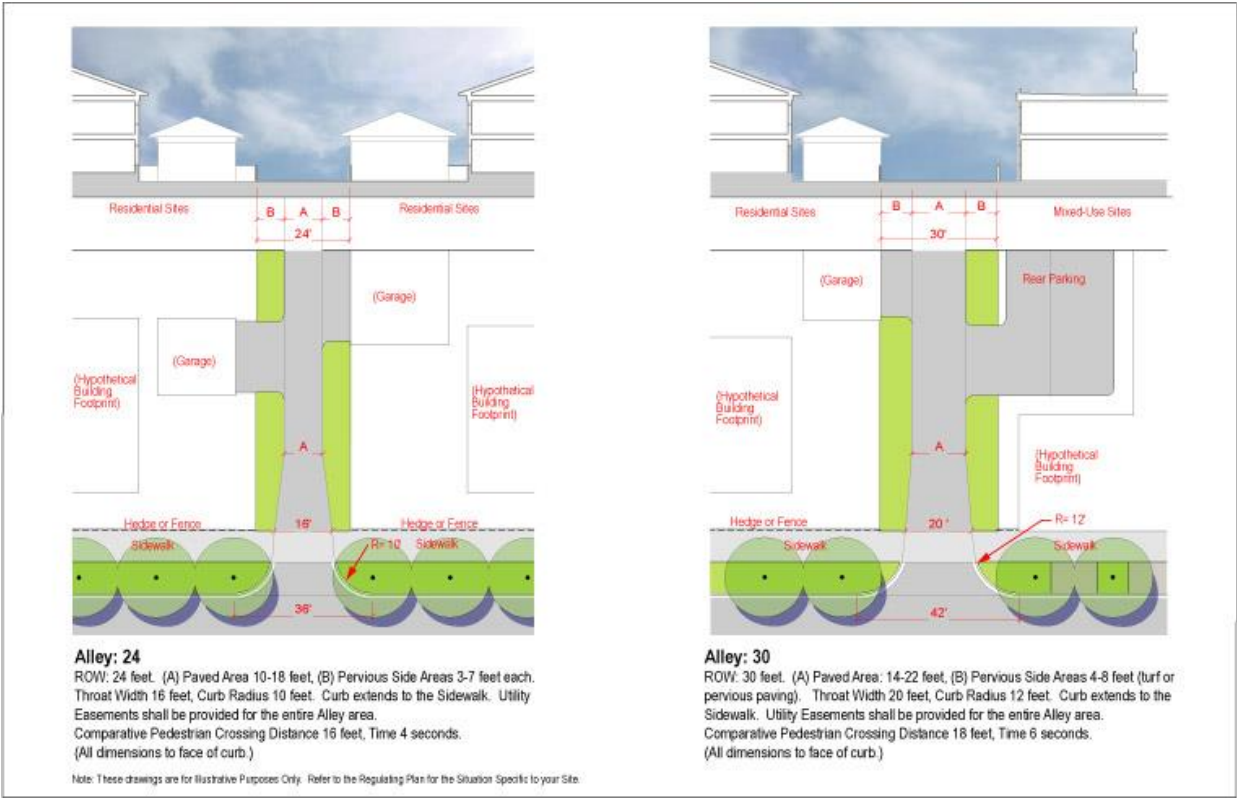 Residential Sites
B
A
B
Residential Sites
24'
(Garage)
(Garage)
(Hypothetical
Building
Footprint)
(Hypothetical
Building
Footprint)
A
Hedge or Fence
16'
Hedge or Fence
Sidewalk
R= 10'
Sidewalk
36'
Alley: 24
ROW: 24 feet. (A) Paved Area 10-18 feet, (B) Pervious Side Areas 3-7 feet each.
Throat Width 16 feet, Curb Radius 10 feet. Curb extends to the Sidewalk. Utility
Easements shall be provided for the entire Alley area.
Comparative Pedestrian Crossing Distance 16 feet, Time 4 seconds.
(All dimensions to face of curb.)
Residential Sites
B
A
B
Mixed-Use Sites
30'
(Garage)
Rear Parking
(Hypothetical
Building
Footprint)
A
(Hypothetical
Building
Footprint)
Hedge or Fence
20 '
R= 12'
Sidewalk
Sidewalk
42'
Alley: 30
ROW: 30 feet. (A) Paved Area: 14-22 feet, (B) Pervious Side Areas 4-8 feet (turf or
pervious paving). Throat Width 20 feet, Curb Radius 12 feet. Curb extends to the
Sidewalk. Utility Easements shall be provided for the entire Alley area.
Comparative Pedestrian Crossing Distance 18 feet, Time 6 seconds.
(All dimensions to face of curb.)
Note: These drawings are for Illustrative Purposes Only. Refer to the Regulating Plan for the Situation Specific to your Site.